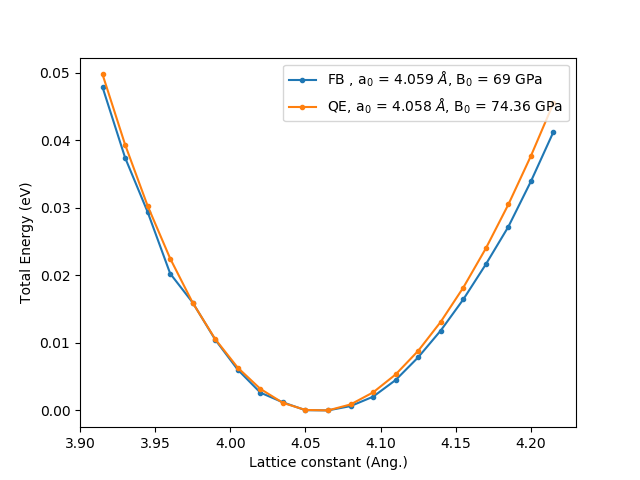 FB , a₀ = 4.059 Å, B₀ = 69 GPa
QE, a₀ = 4.058 Å, B₀ = 74.36 GPa
Total Energy (eV)
0.05
0.04
0.03
0.02
0.01
0.00
3.90 3.95 4.00 4.05 4.10 4.15 4.20
Lattice constant (Ang.)